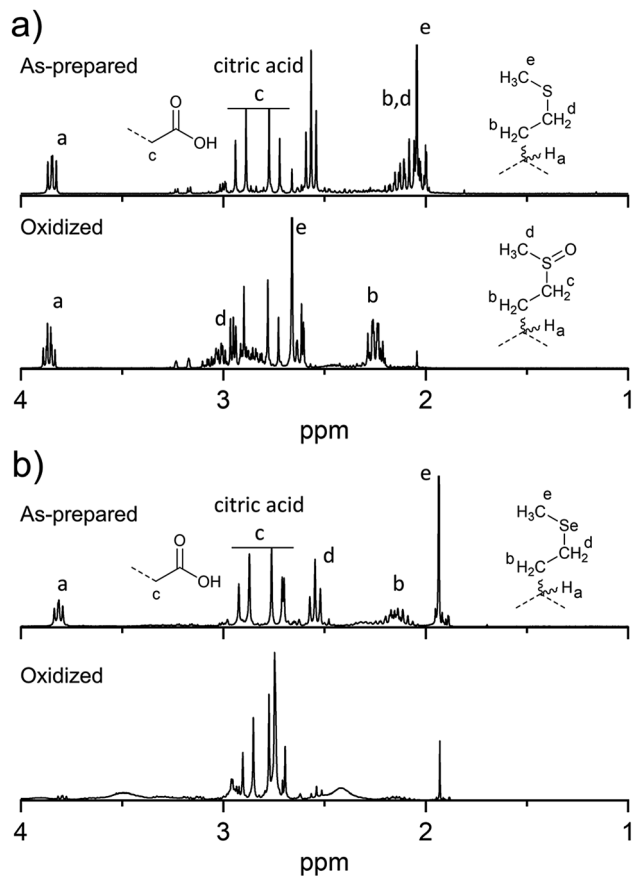 a)
As-prepared
a
O
OH
c
citric acid
c
b,d
e
e
H3C
S
d
b
H2C
CH2
Ha
Oxidized
a
d
e
b
d
H3C
S
O
c
b
H2C
CH2
Ha
4 3 2 1
ppm
b)
As-prepared
a
O
OH
c
citric acid
c
d
b
e
e
H3C
Se
d
b
H2C
CH2
Ha
Oxidized
4 3 2 1
ppm